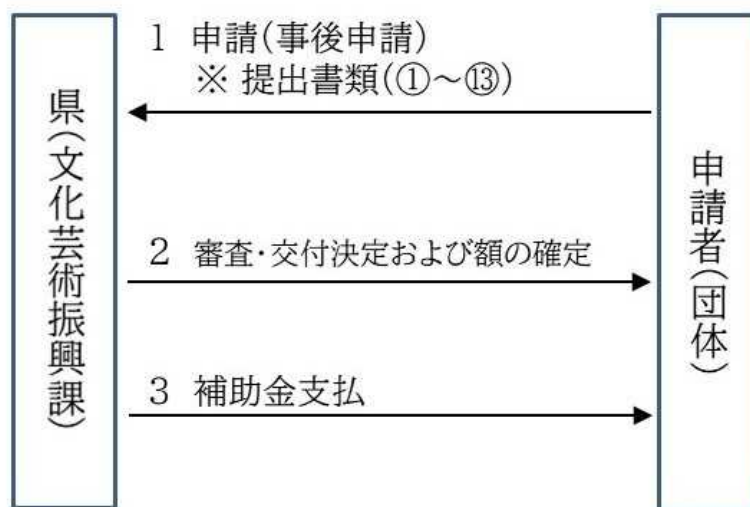 県(文化芸術振興課)
1 申請(事後申請)
※ 提出書類(①～⑬)
2 審査・交付決定および額の確定
3 補助金支払
申請者(団体)